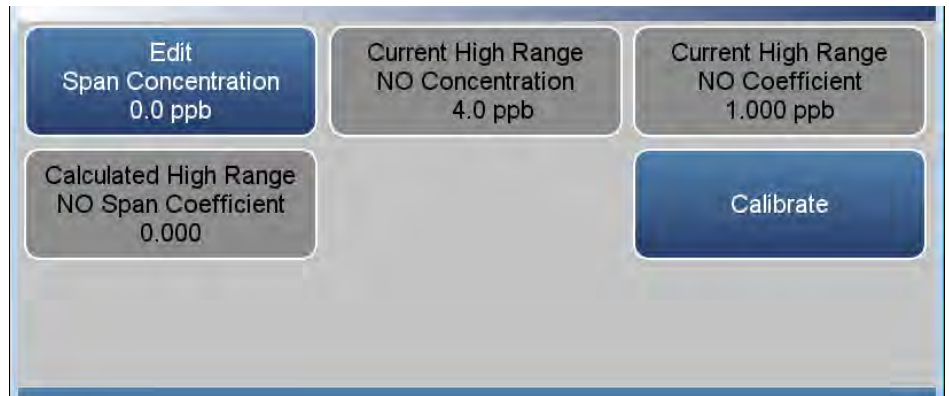 Edit
Span Concentration
0.0 ppb
Current High Range
NO Concentration
4.0 ppb
Current High Range
NO Coefficient
1.000 ppb
Calculated High Range
NO Span Coefficient
0.000
Calibrate